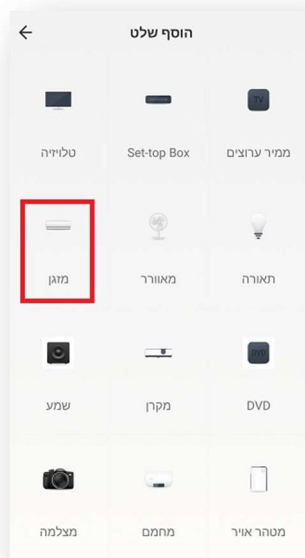 הוסף שלט
TV
ממיר ערוצים
Set-top Box
טלויזיה
תאורה
מאוורר
מזגן
DVD
DVD
מקרן
שמע
מטהר אויר
מחמם
מצלמה